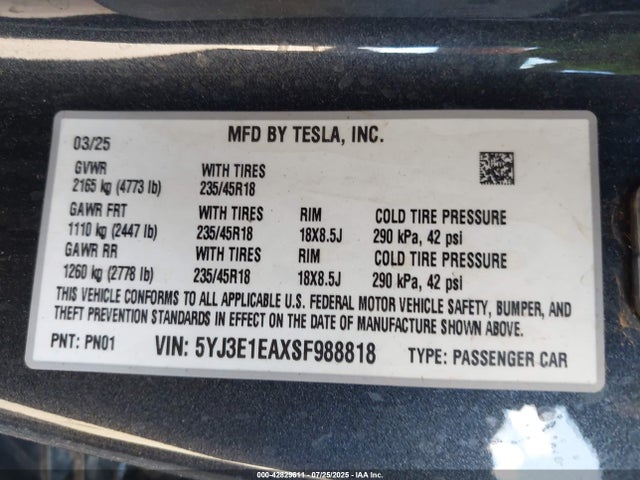 MFD BY TESLA, INC.
03/25
GVWR WITH TIRES
2165 kg (4773 lb) 235/45R18
GAWR FRT WITH TIRES RIM COLD TIRE PRESSURE
1110 kg (2447 lb) 235/45R18 18X8.5J 290 kPa, 42 psi
GAWR RR WITH TIRES RIM COLD TIRE PRESSURE
1260 kg (2778 lb) 235/45R18 18X8.5J 290 kPa, 42 psi
THIS VEHICLE CONFORMS TO ALL APPLICABLE U.S. FEDERAL MOTOR VEHICLE SAFETY, BUMPER, AND
THEFT PREVENTION STANDARDS IN EFFECT ON THE DATE OF MANUFACTURE SHOWN ABOVE.
PNT: PN01 VIN: 5YJ3E1EAXSF988818 TYPE: PASSENGER CAR
000-42829611 - 07/25/2025 - IAA Inc.